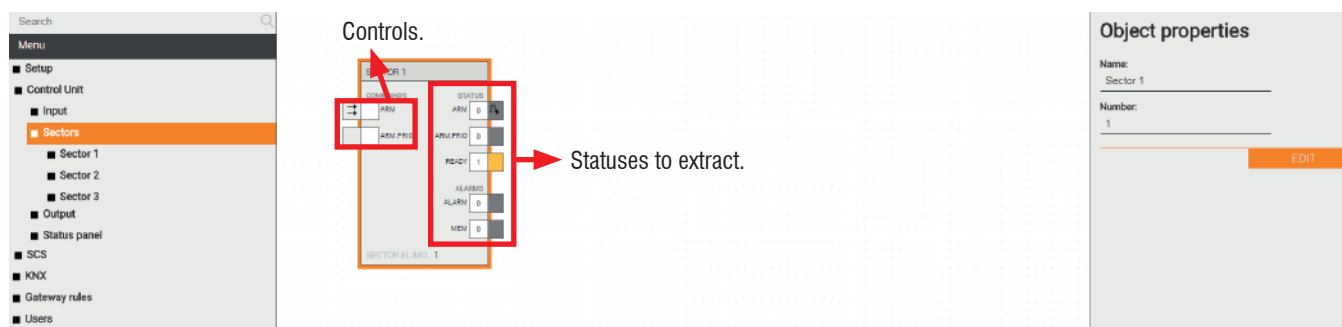 Search
Menu
Setup
Control Unit
Input
Sectors
Sector 1
Sector 2
Sector 3
Output
Status panel
SCS
KNX
Gateway rules
Users
Controls.
SECTOR 1
COMMANDS
ARM
ARM.PRIO
STATUS
ARM 0
ARM.PRIO 0
READY 1
ALARMS
ALARM 0
MEM 0
SECTOR EL.MO. 1
Statuses to extract.
Object properties
Name:
Sector 1
Number:
1
EDIT